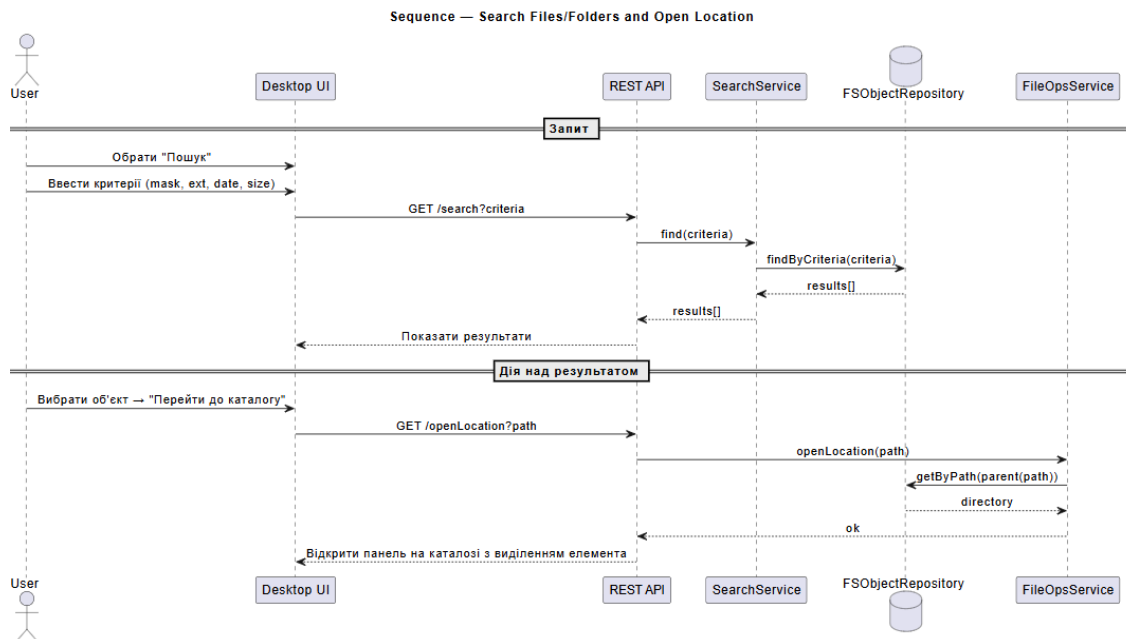 Sequence — Search Files/Folders and Open Location
User
Desktop UI
REST API
SearchService
FSObjectRepository
FileOpsService
Запит
Обрати "Пошук"
Ввести критерії (mask, ext, date, size)
GET /search?criteria
find(criteria)
findByCriteria(criteria)
results[]
results[]
Показати результати
Дія над результатом
Вибрати об'єкт → "Перейти до каталогу"
GET /openLocation?path
openLocation(path)
getByPath(parent(path))
directory
ok
Відкрити панель на каталозі з виділенням елемента
User
Desktop UI
REST API
SearchService
FSObjectRepository
FileOpsService